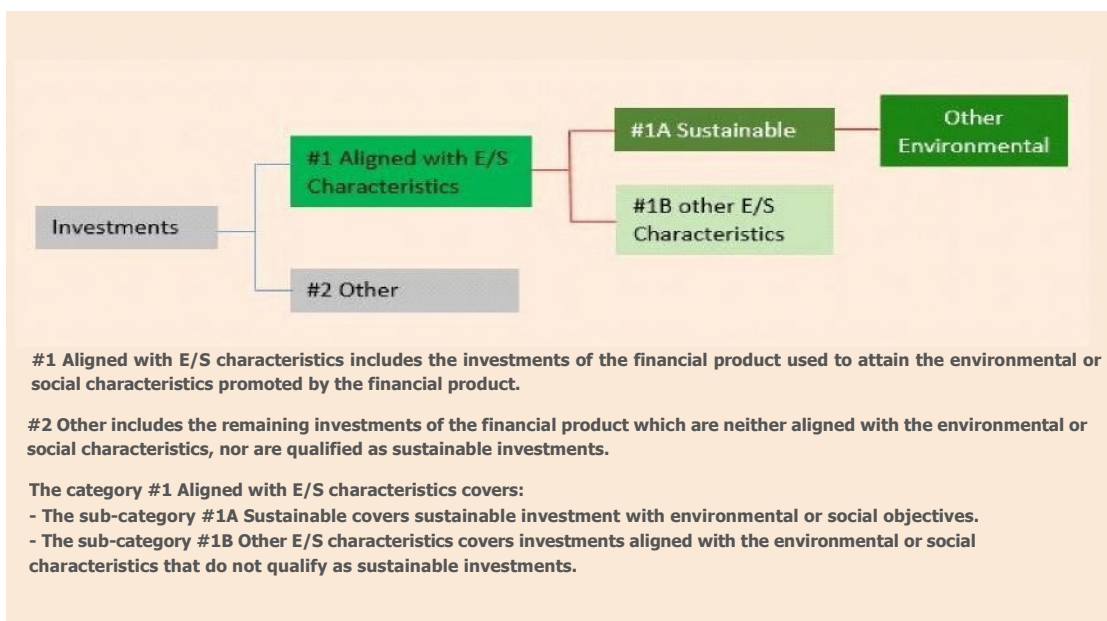 Other
Environmental
#1A Sustainable
#1 Aligned with E/S
Characteristics
#1B other E/S
Characteristics
Investments
#2 Other
#1 Aligned with E/S characteristics includes the investments of the financial product used to attain the environmental or
social characteristics promoted by the financial product.
#2 Other includes the remaining investments of the financial product which are neither aligned with the environmental or
social characteristics, nor are qualified as sustainable investments.
The category #1 Aligned with E/S characteristics covers:
- The sub-category #1A Sustainable covers sustainable investment with environmental or social objectives.
- The sub-category #1B Other E/S characteristics covers investments aligned with the environmental or social
characteristics that do not qualify as sustainable investments.